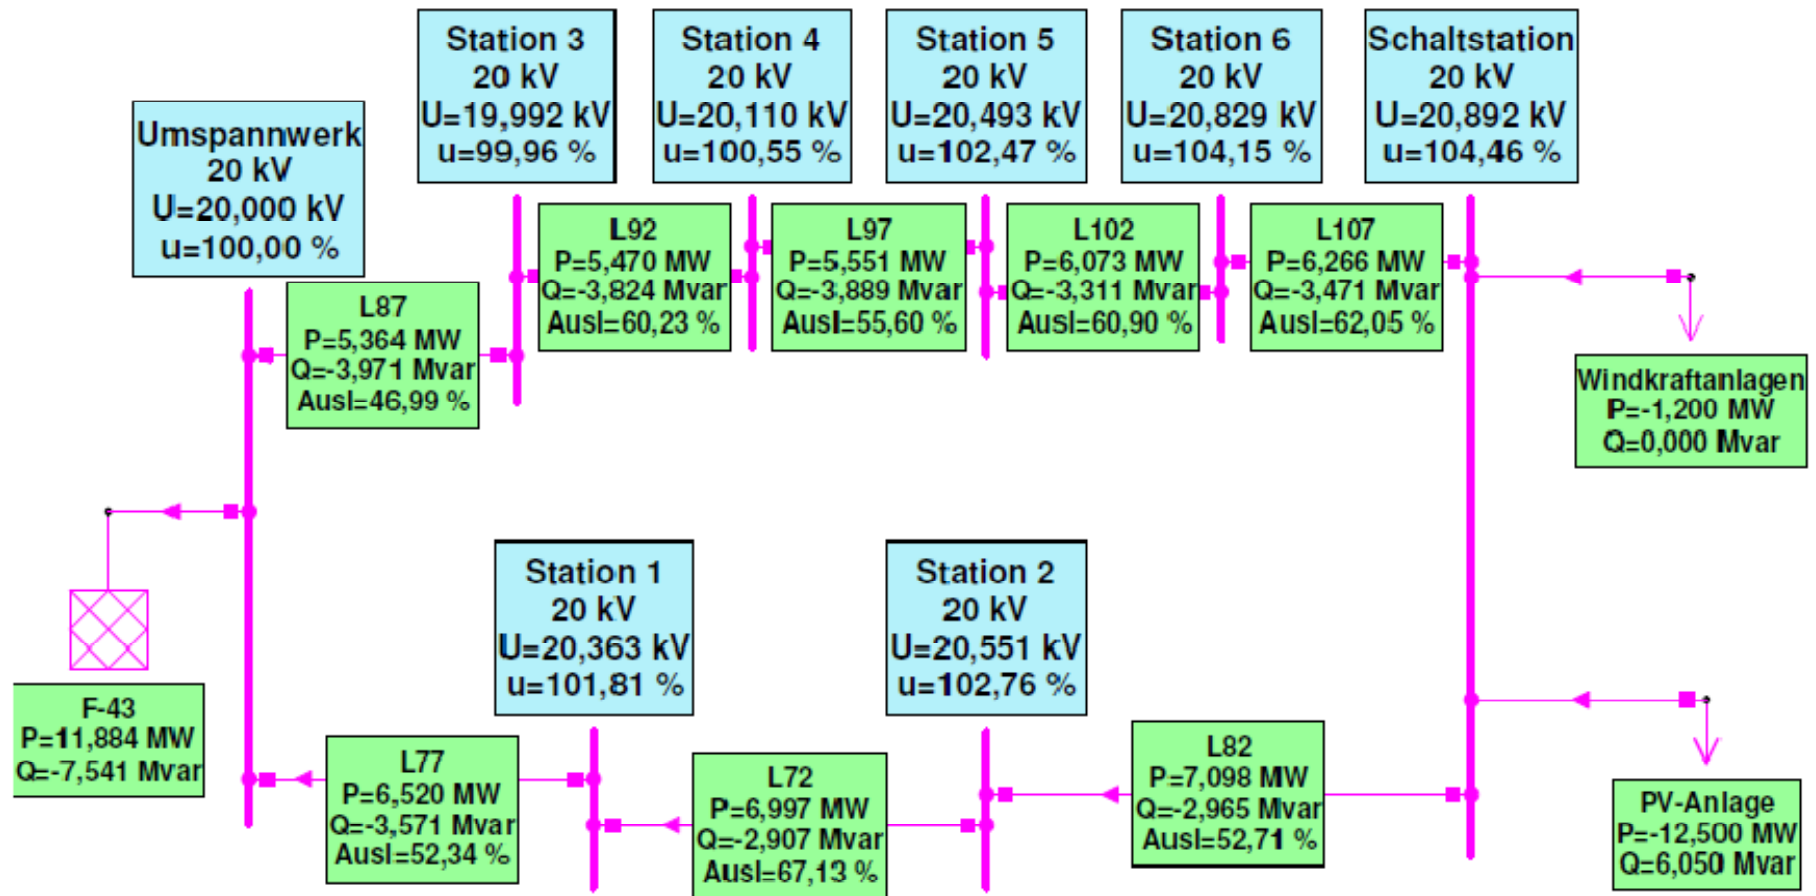 Station 3
20 kV
U=19,992 kV
u=99,96 %
Station 4
20 kV
U=20,110 kV
u=100,55 %
Station 5
20 kV
U=20,493 kV
u=102,47 %
Station 6
20 kV
U=20,829 kV
u=104,15 %
Schaltstation
20 kV
U=20,892 kV
u=104,46 %
Umspannwerk
20 kV
U=20,000 kV
u=100,00 %
L87
P=5,364 MW
Q=-3,971 Mvar
Ausl=46,99 %
L92
P=5,470 MW
Q=-3,824 Mvar
Ausl=60,23 %
L97
P=5,551 MW
Q=-3,889 Mvar
Ausl=55,60 %
L102
P=6,073 MW
Q=-3,311 Mvar
Ausl=60,90 %
L107
P=6,266 MW
Q=-3,471 Mvar
Ausl=62,05 %
Windkraftanlagen
P=-1,200 MW
Q=0,000 Mvar
Station 1
20 kV
U=20,363 kV
u=101,81 %
Station 2
20 kV
U=20,551 kV
u=102,76 %
F-43
P=11,884 MW
Q=-7,541 Mvar
L77
P=6,520 MW
Q=-3,571 Mvar
Ausl=52,34 %
L72
P=6,997 MW
Q=-2,907 Mvar
Ausl=67,13 %
L82
P=7,098 MW
Q=-2,965 Mvar
Ausl=52,71 %
PV-Anlage
P=-12,500 MW
Q=6,050 Mvar